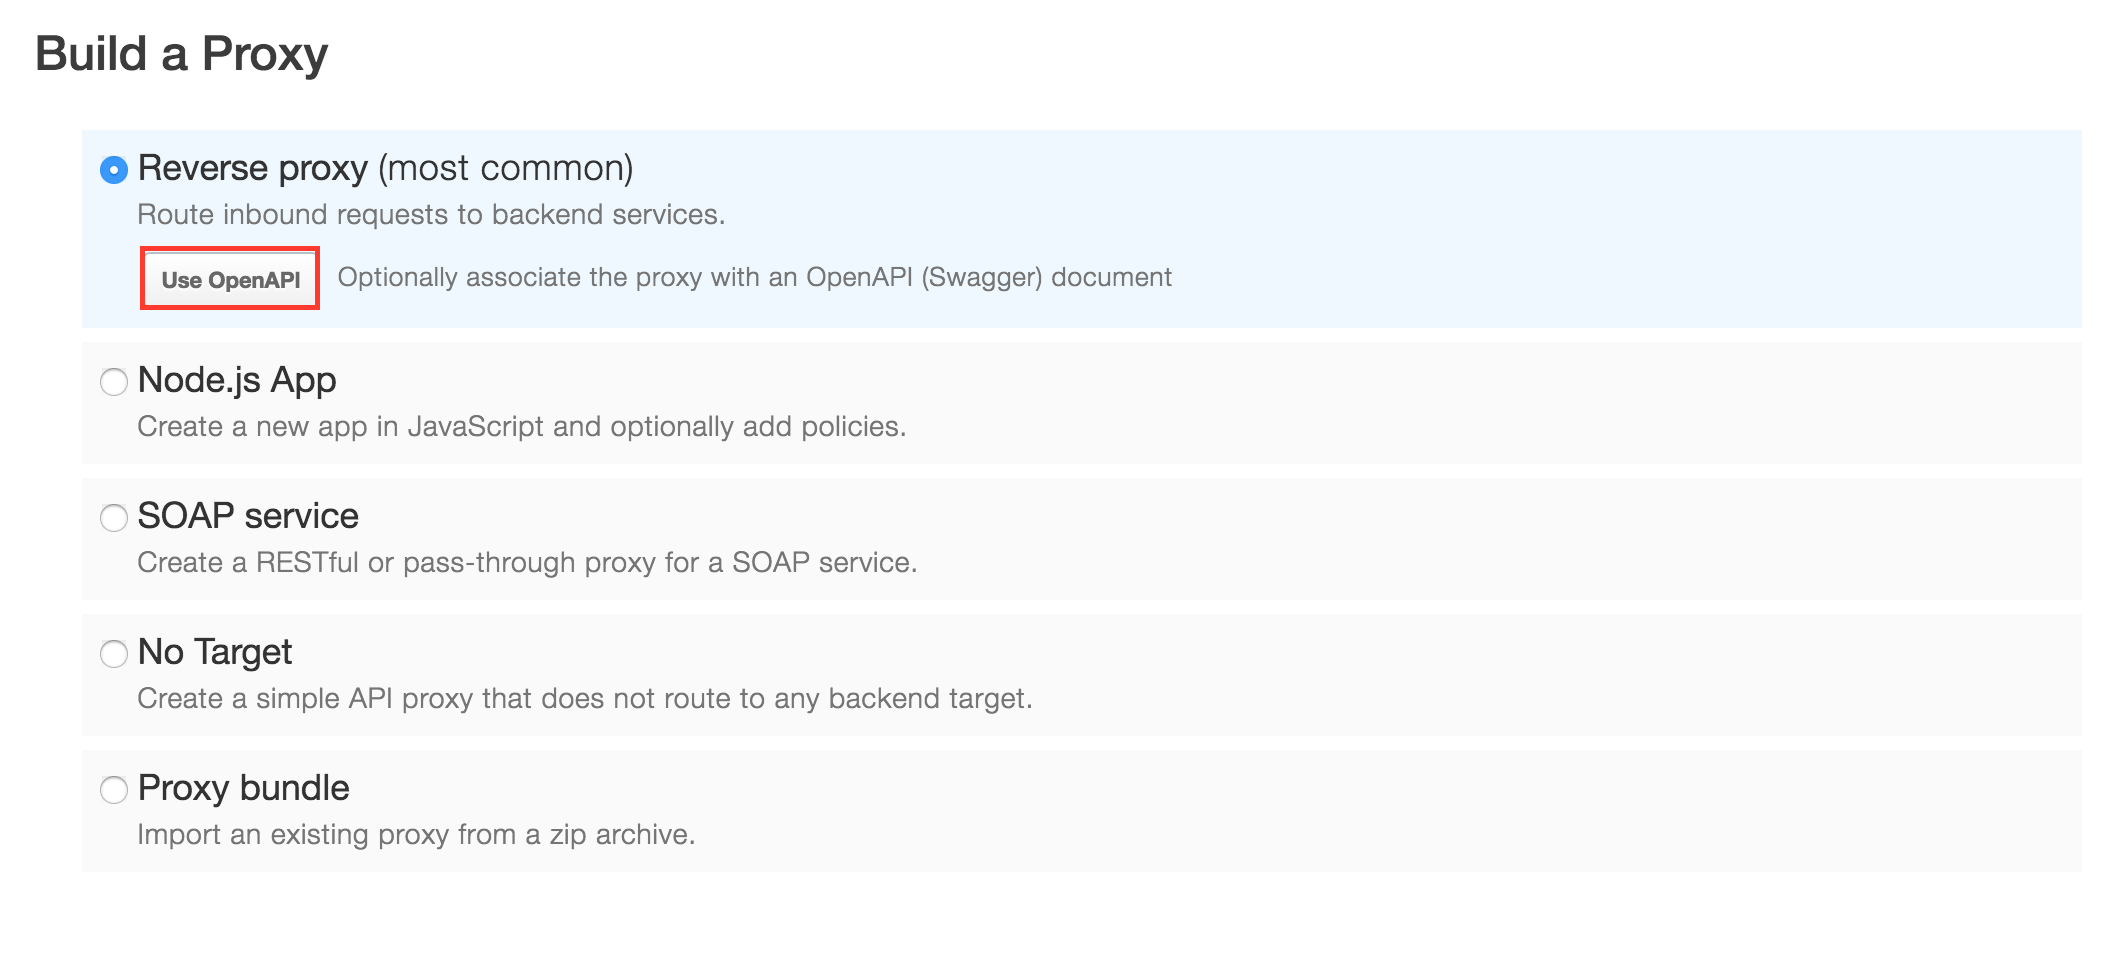 Build a Proxy
Reverse proxy (most common)
Route inbound requests to backend services.
Use OpenAPI Optionally associate the proxy with an OpenAPI (Swagger) document
Node.js App
Create a new app in JavaScript and optionally add policies.
SOAP service
Create a RESTful or pass-through proxy for a SOAP service.
No Target
Create a simple API proxy that does not route to any backend target.
Proxy bundle
Import an existing proxy from a zip archive.